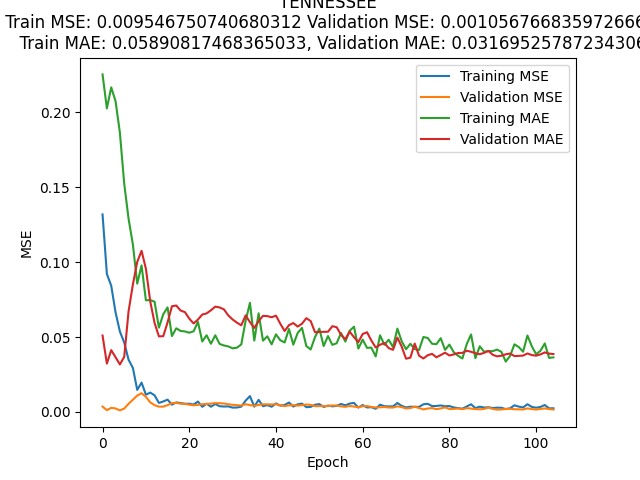 TENNESSEE
Train MSE: 0.009546750740680312 Validation MSE: 0.001056766835972666
Train MAE: 0.05890817468365033, Validation MAE: 0.0316952578723430
Training MSE
Validation MSE
Training MAE
Validation MAE
0.20
0.15
0.10
0.05
0.00
MSE
0 20 40 60 80 100
Epoch